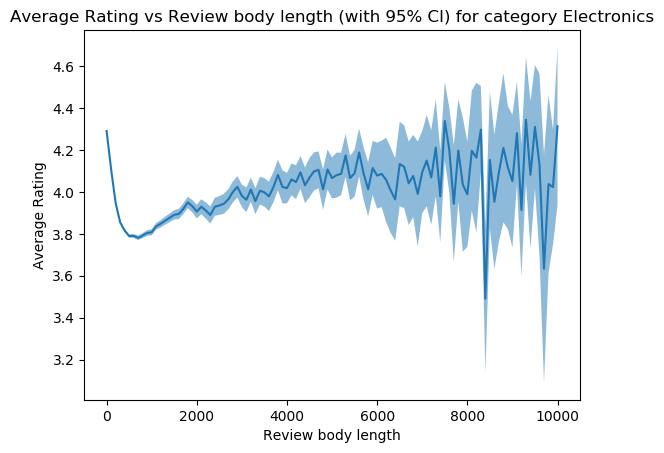 Average Rating vs Review body length (with 95% CI) for category Electronics
4.6
4.4
4.2
4.0
3.8
3.6
3.4
3.2
Average Rating
0 2000 4000 6000 8000 10000
Review body length